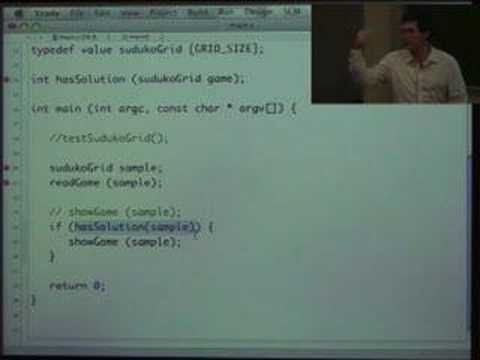 Xcode File Edit View Build Run Design SCM
typedef value sudukoGrid [GRID_SIZE];
int hasSolution (sudukoGrid game);
int main (int argc, const char * argv[]) {
//testSudukoGrid();
sudukoGrid sample;
readGame (sample);
// showGame (sample);
if (hasSolution(sample)) {
showGame (sample);
}
return 0;
}